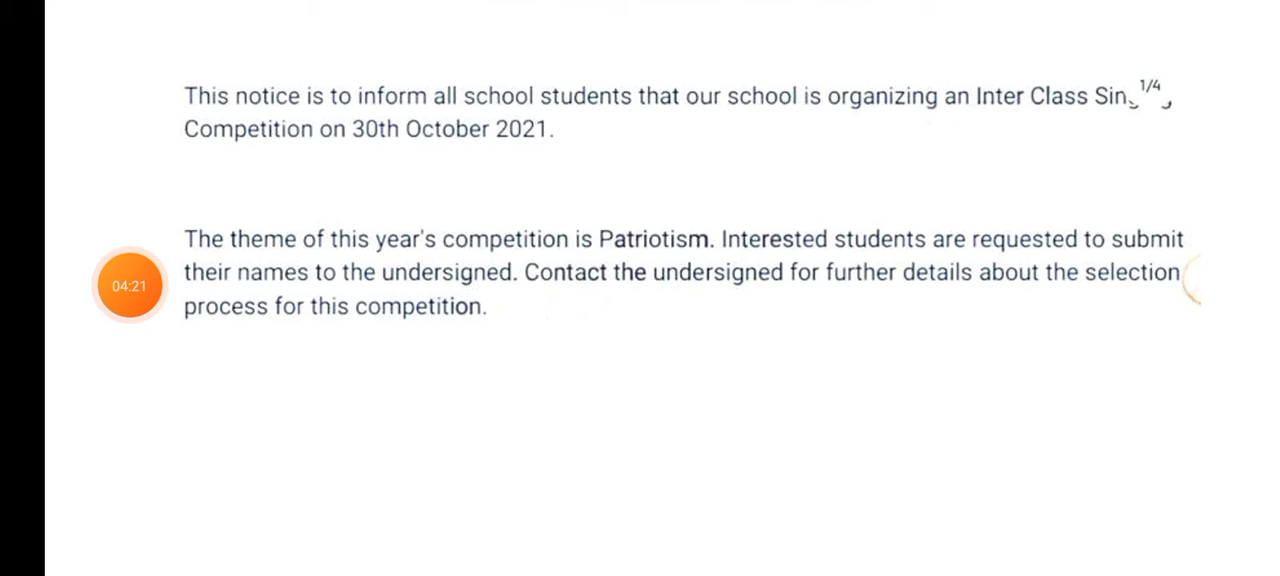 This notice is to inform all school students that our school is organizing an Inter Class
1/4
Competition on 30th October 2021.
The theme of this year's competition is Patriotism. Interested students are requested to submit
their names to the undersigned. Contact the undersigned for further details about the selection
04:21
process for this competition.